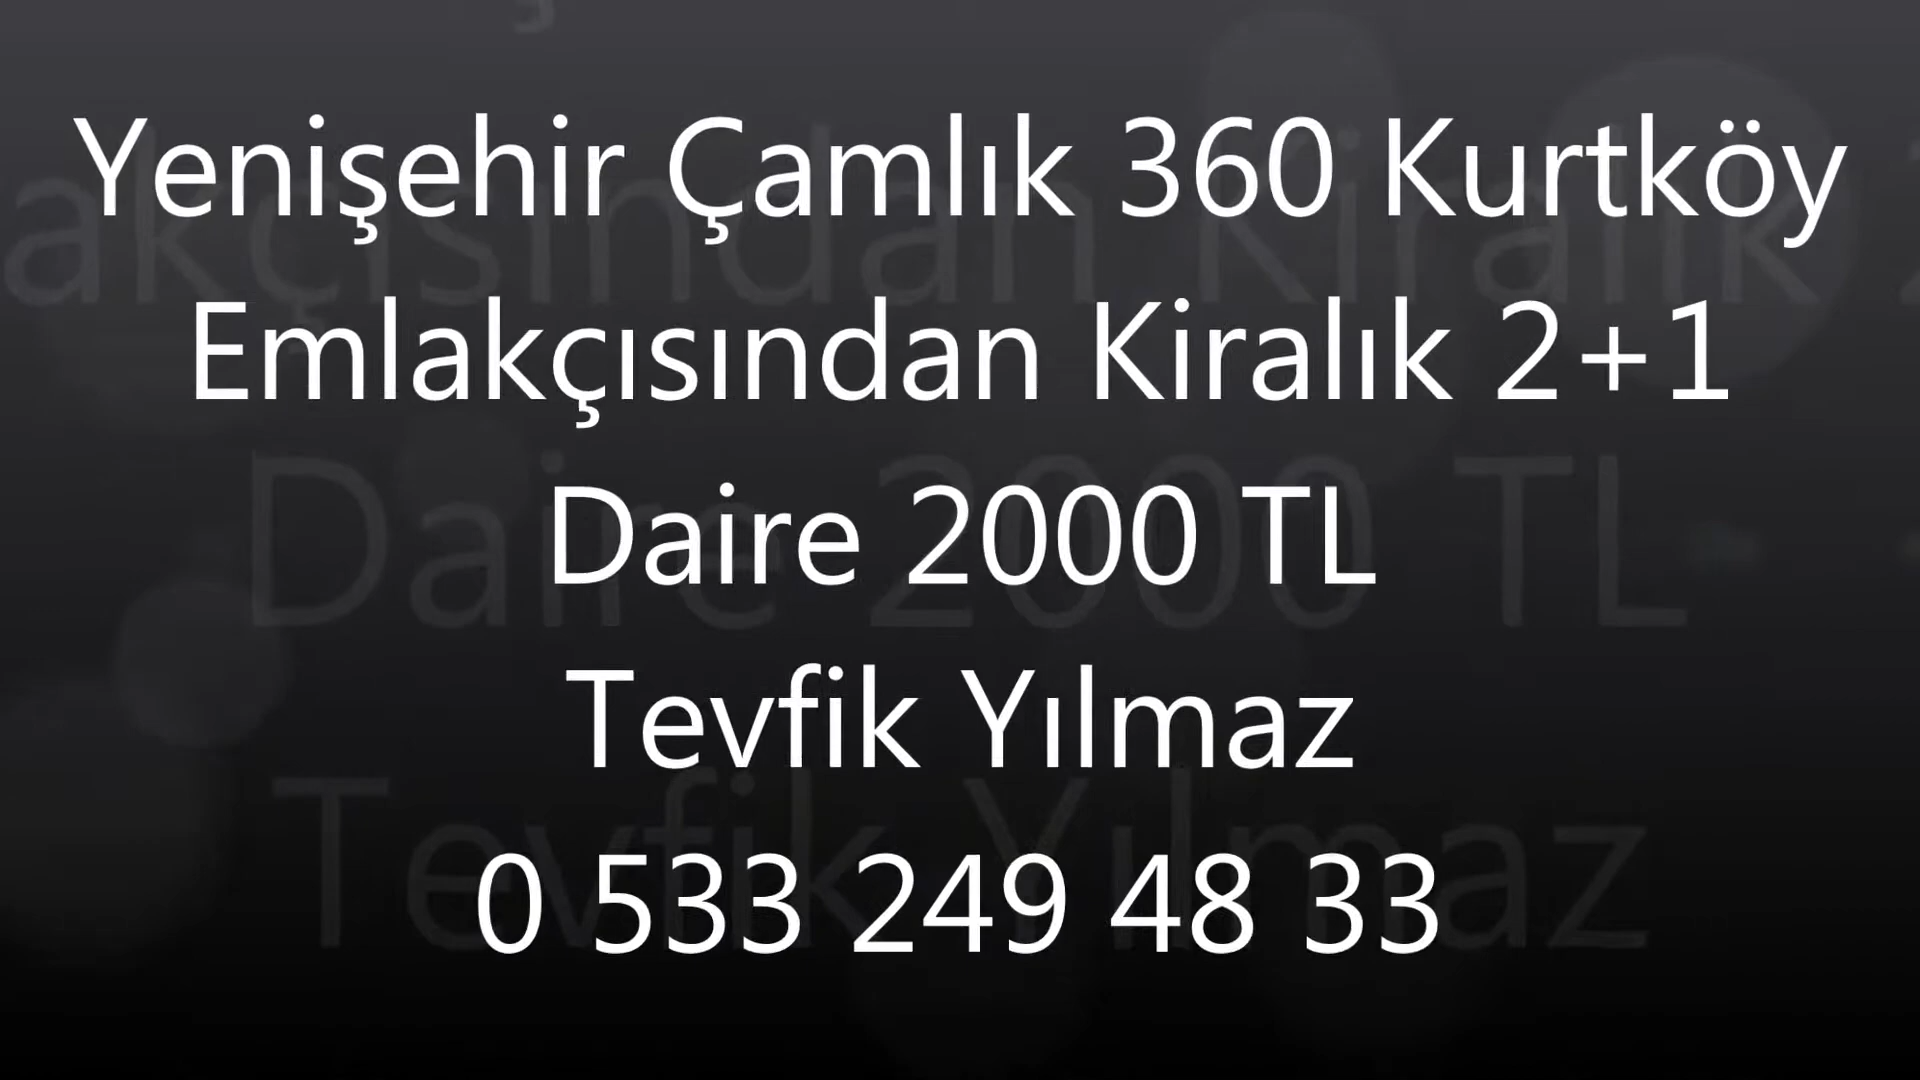 Yenişehir Çamlık 360 Kurtköy
Emlakçısından Kiralık 2+1
Daire 2000 TL
Tevfik Yılmaz
0 533 249 48 33